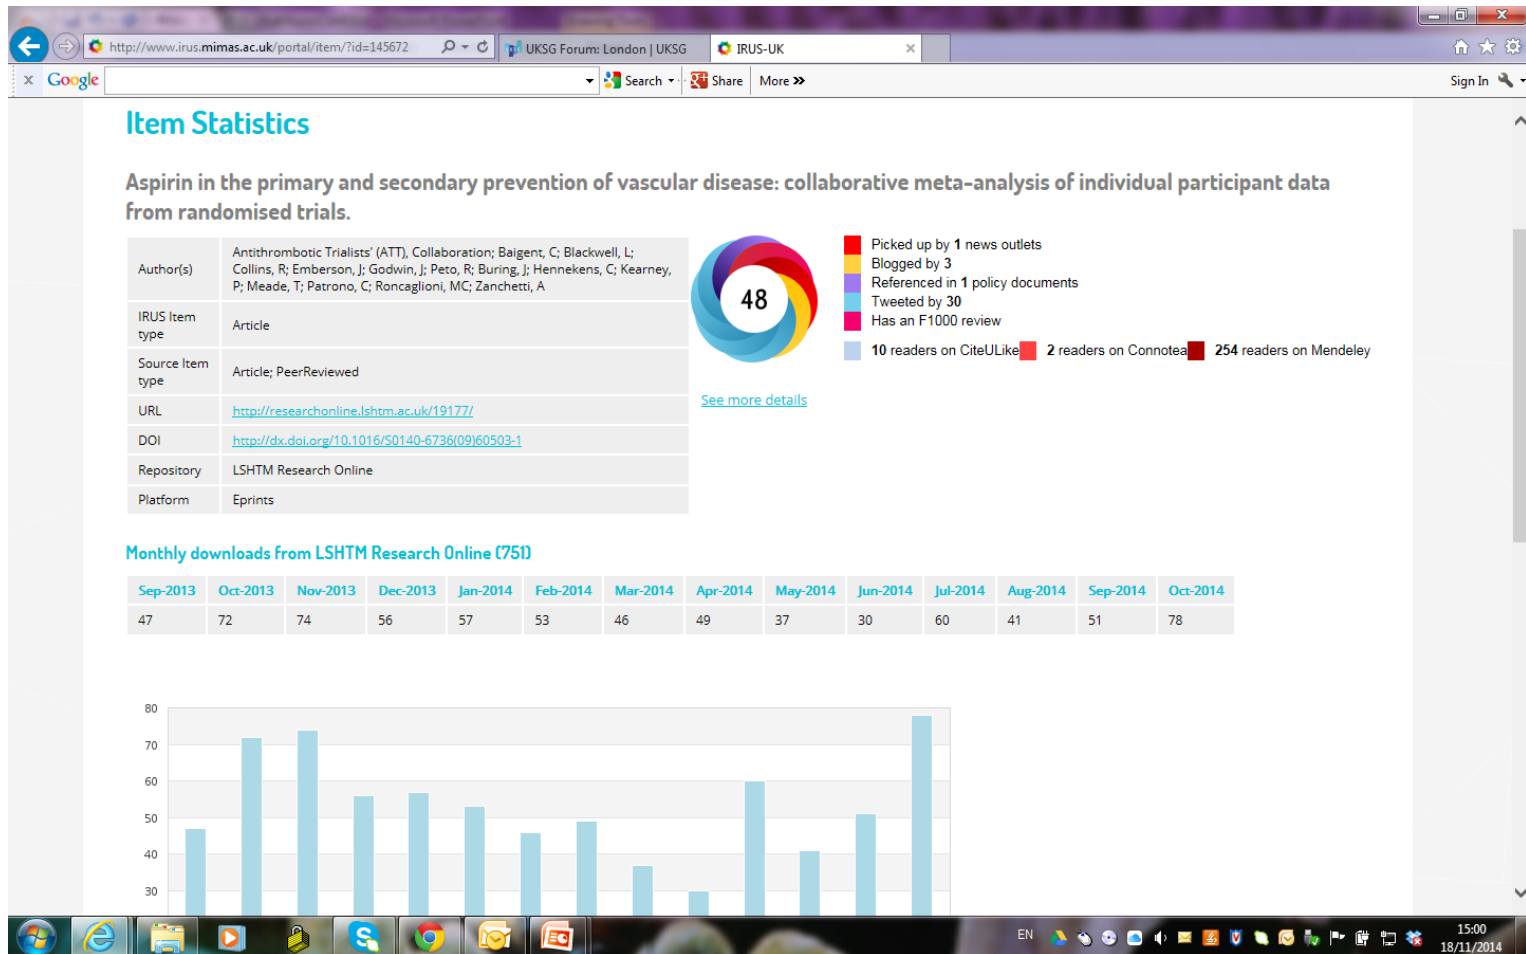 http://www.irus.mimas.ac.uk/portal/item/?id=145672
UKSG Forum: London | UKSG
IRUS-UK
x Google
Search
Share
More »
Sign In
Item Statistics
Aspirin in the primary and secondary prevention of vascular disease: collaborative meta-analysis of individual participant data
from randomised trials.
Author(s)
Antithrombotic Trialists' (ATT), Collaboration; Baigent, C; Blackwell, L;
Collins, R; Emberson, J; Godwin, J; Peto, R; Buring, J; Hennekens, C; Kearney,
P; Meade, T; Patrono, C; Roncaglioni, MC; Zanchetti, A
IRUS Item
type
Article
Source Item
type
Article; PeerReviewed
URL
http://researchonline.lshtm.ac.uk/19177/
DOI
http://dx.doi.org/10.1016/S0140-6736(09)60503-1
Repository
LSHTM Research Online
Platform
Eprints
48
See more details
Picked up by 1 news outlets
Blogged by 3
Referenced in 1 policy documents
Tweeted by 30
Has an F1000 review
10 readers on CiteULike 2 readers on Connotea 254 readers on Mendeley
Monthly downloads from LSHTM Research Online (751)
Sep-2013 Oct-2013 Nov-2013 Dec-2013 Jan-2014 Feb-2014 Mar-2014 Apr-2014 May-2014 Jun-2014 Jul-2014 Aug-2014 Sep-2014 Oct-2014
47 72 74 56 57 53 46 49 37 30 60 41 51 78
80
70
60
50
40
30
EN
15:00
18/11/2014